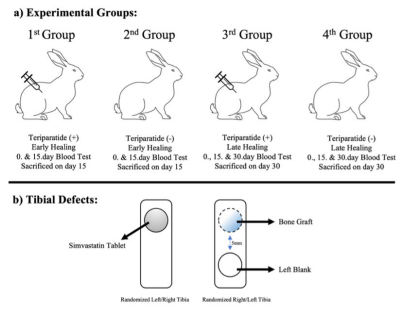 a) Experimental Groups:
1st Group 2nd Group 3rd Group 4th Group
Teriparatide (+) Teriparatide (-) Teriparatide (+) Teriparatide (-)
Early Healing Early Healing Late Healing Late Healing
0. & 15.day Blood Test 0. & 15.day Blood Test 0., 15. & 30.day Blood Test 0., 15. & 30.day Blood Test
Sacrificed on day 15 Sacrificed on day 15 Sacrificed on day 30 Sacrificed on day 30
b) Tibial Defects:
Bone Graft
Simvastatin Tablet
5mm
Left Blank
Randomized Left/Right Tibia Randomized Right/Left Tibia